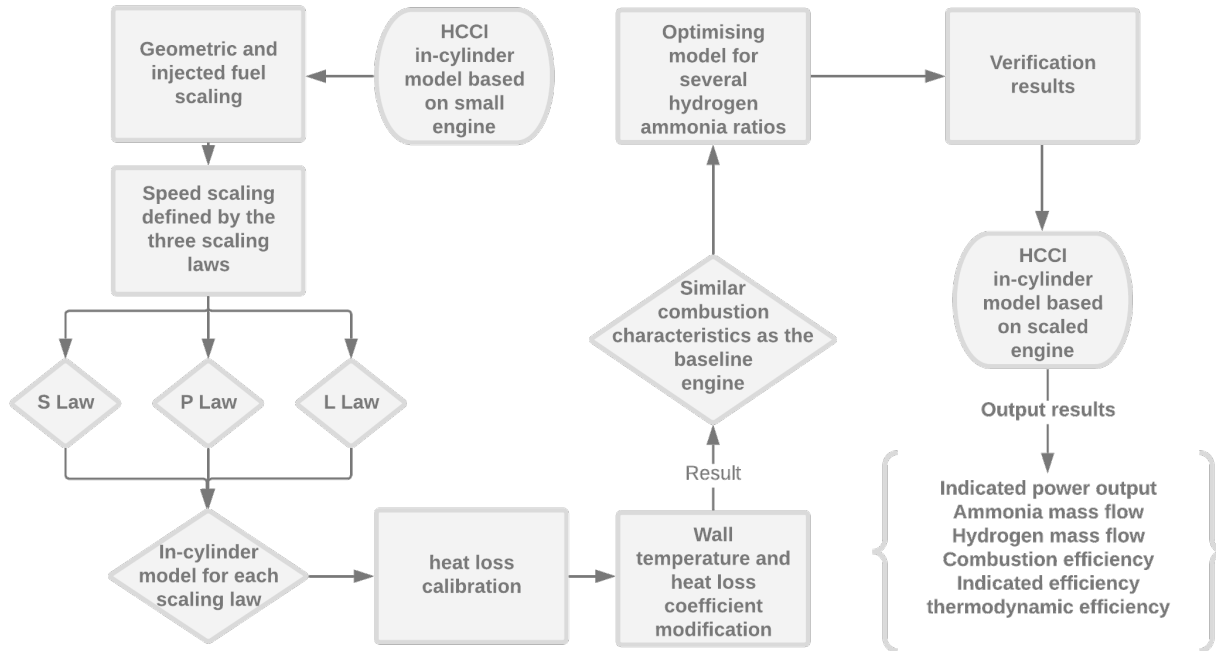 HCCI
in-cylinder
model based
on small
engine
Geometric and
injected fuel
scaling
Speed scaling
defined by the
three scaling
laws
S Law
P Law
L Law
In-cylinder
model for each
scaling law
heat loss
calibration
Wall
temperature and
heat loss
coefficient
modification
Result
Similar
combustion
characteristics as the
baseline
engine
Optimising
model for
several
hydrogen
ammonia ratios
Verification
results
HCCI
in-cylinder
model based
on scaled
engine
Output results
Indicated power output
Ammonia mass flow
Hydrogen mass flow
Combustion efficiency
Indicated efficiency
thermodynamic efficiency